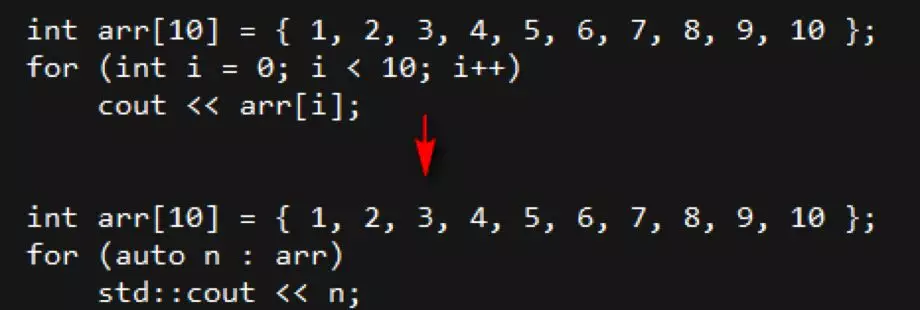 int arr[10] = { 1, 2, 3, 4, 5, 6, 7, 8, 9, 10 };
for (int i = 0; i < 10; i++)
    cout << arr[i];
int arr[10] = { 1, 2, 3, 4, 5, 6, 7, 8, 9, 10 };
for (auto n : arr)
    std::cout << n;